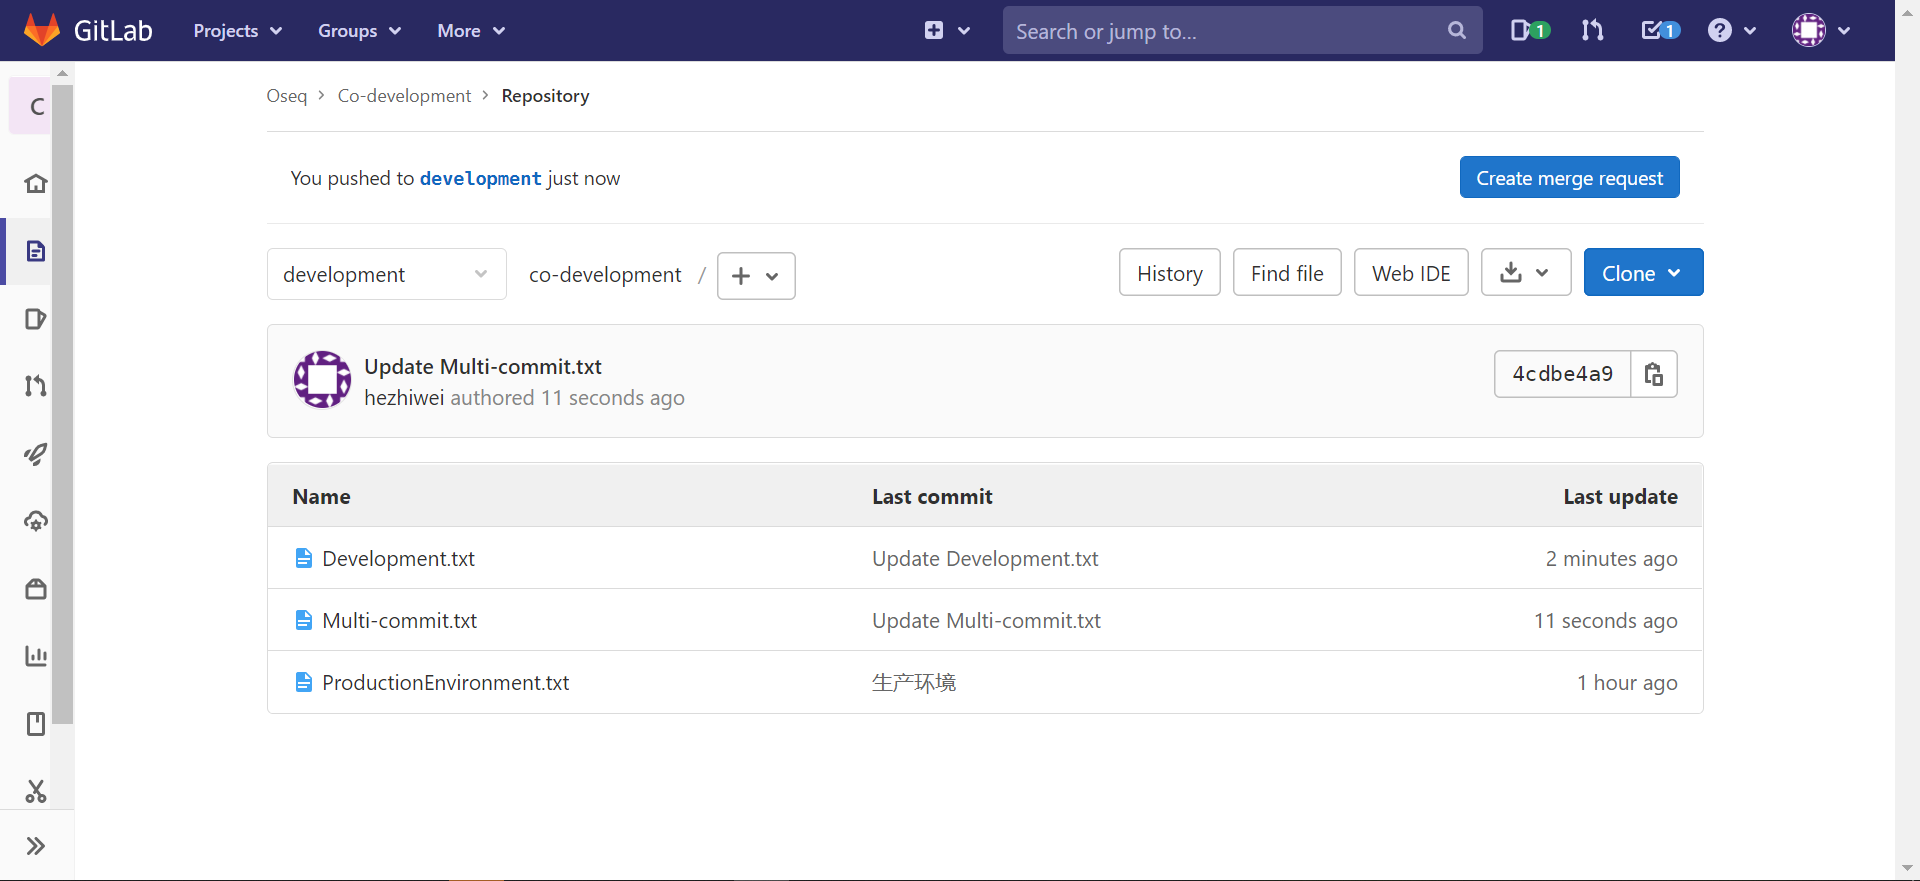 GitLab Projects Groups More Search or jump to... 1 1
C
Oseq > Co-development > Repository
You pushed to development just now Create merge request
development co-development / + History Find file Web IDE Clone
Update Multi-commit.txt
hezhiwei authored 11 seconds ago
4cdbe4a9
Name Last commit Last update
Development.txt Update Development.txt 2 minutes ago
Multi-commit.txt Update Multi-commit.txt 11 seconds ago
ProductionEnvironment.txt 生产环境 1 hour ago